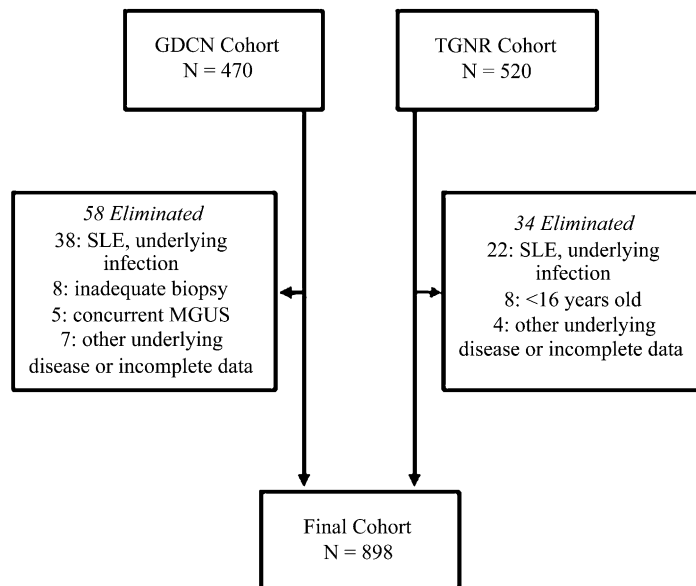 GDCN Cohort
N = 470
TGNR Cohort
N = 520
58 Eliminated
38: SLE, underlying
infection
8: inadequate biopsy
5: concurrent MGUS
7: other underlying
disease or incomplete data
34 Eliminated
22: SLE, underlying
infection
8: <16 years old
4: other underlying
disease or incomplete data
Final Cohort
N = 898